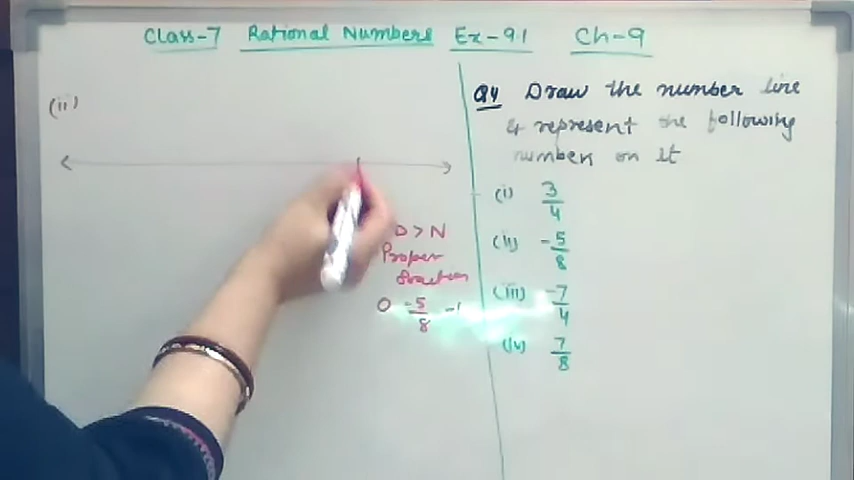 Class-7 Rational Numbers Ex-9.1 Ch-9
(ii)
D > N
Proper
fraction
0 -5/8 -1
Q4 Draw the number line
& represent the following
number on it
(i) 3/4
(ii) -5/8
(iii) -7/4
(iv) 7/8